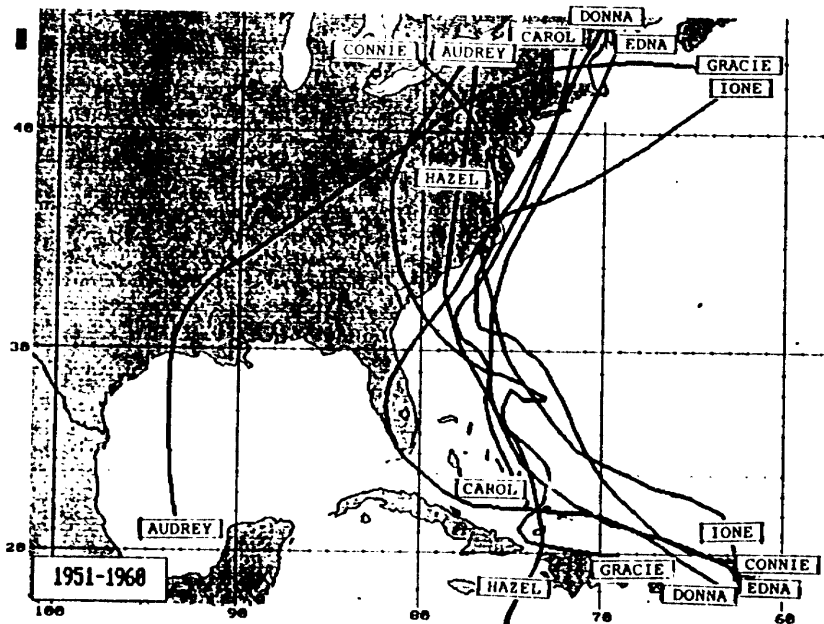 DONNA
CAROL
EDNA
CONNIE
AUDREY
GRACIE
IONE
40
HAZEL
30
CAROL
AUDREY
IONE
20
CONNIE
GRACIE
1951-1960
HAZEL
DONNA
EDNA
100
90
80
70
60